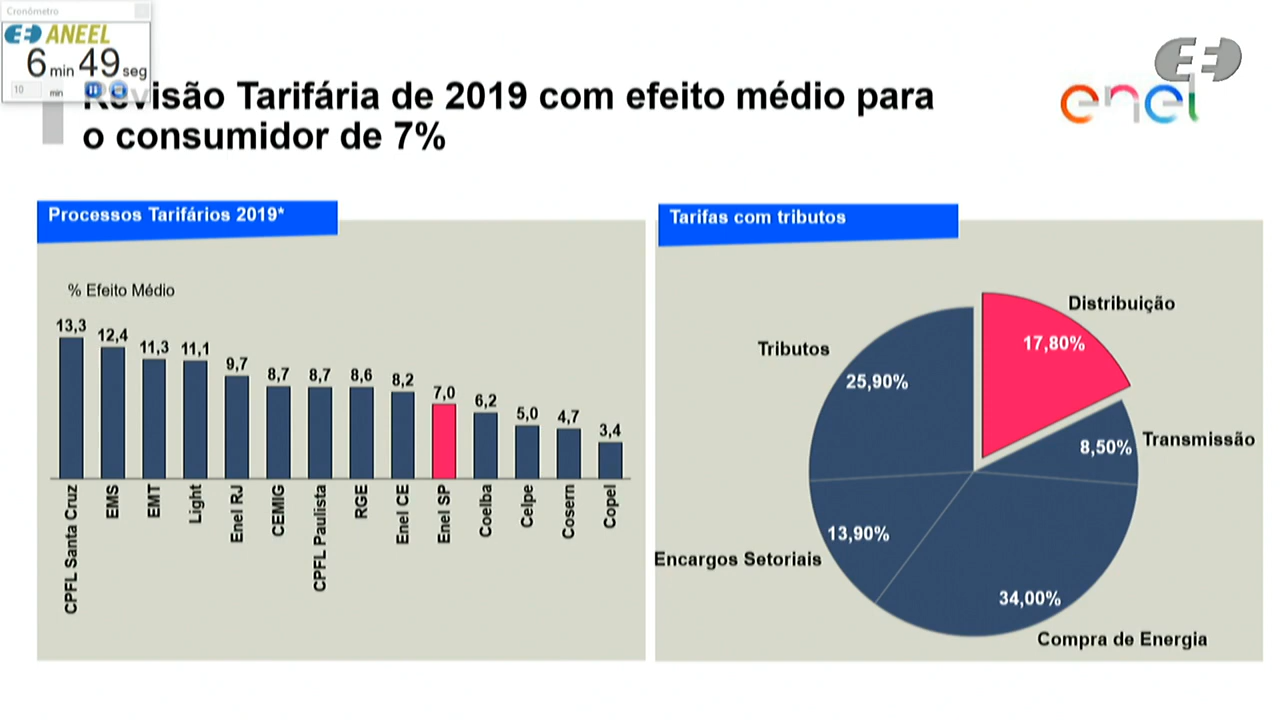 Cronômetro
ANEEL
6 min 49 seg
10 min
Revisão Tarifária de 2019 com efeito médio para
o consumidor de 7%
enel
Processos Tarifários 2019*
% Efeito Médio
13,3
12,4
11,3
11,1
9,7
8,7
8,7
8,6
8,2
7,0
6,2
5,0
4,7
3,4
CPFL Santa Cruz
EMS
EMT
Light
Enel RJ
CEMIG
CPFL Paulista
RGE
Enel CE
Enel SP
Coelba
Celpe
Cosern
Copel
Tarifas com tributos
Distribuição
17,80%
Tributos
25,90%
Transmissão
8,50%
13,90%
Encargos Setoriais
34,00%
Compra de Energia